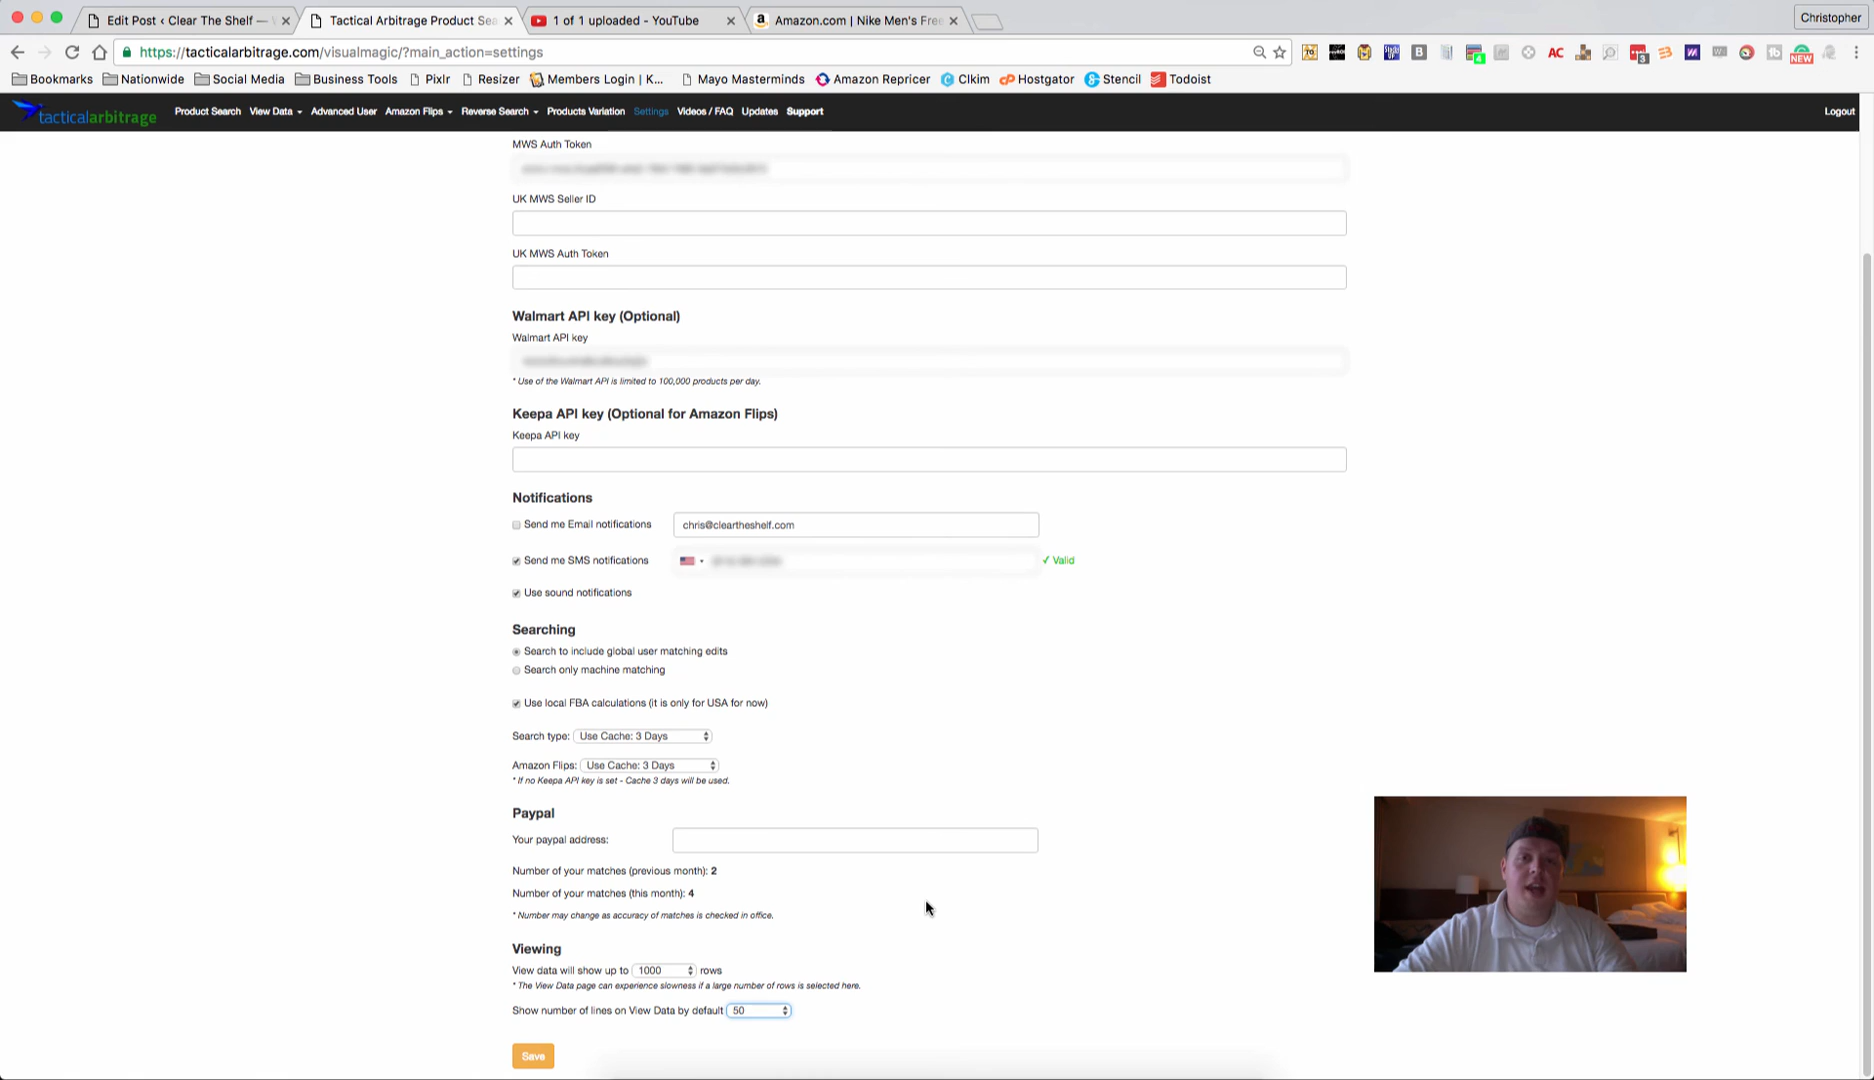 Edit Post ‹ Clear The Shelf —
Tactical Arbitrage Product Sea
1 of 1 uploaded - YouTube
Amazon.com | Nike Men's Free
Christopher
https://tacticalarbitrage.com/visualmagic/?main_action=settings
Bookmarks
Nationwide
Social Media
Business Tools
Pixlr
Resizer
Members Login | K...
Mayo Masterminds
Amazon Repricer
Clkim
Hostgator
Stencil
Todoist
tacticalarbitrage
Product Search
View Data
Advanced User
Amazon Flips
Reverse Search
Products Variation
Settings
Videos / FAQ
Updates
Support
Logout
MWS Auth Token
UK MWS Seller ID
UK MWS Auth Token
Walmart API key (Optional)
Walmart API key
* Use of the Walmart API is limited to 100,000 products per day.
Keepa API key (Optional for Amazon Flips)
Keepa API key
Notifications
Send me Email notifications
chris@cleartheshelf.com
Send me SMS notifications
✓ Valid
Use sound notifications
Searching
Search to include global user matching edits
Search only machine matching
Use local FBA calculations (it is only for USA for now)
Search type: Use Cache: 3 Days
Amazon Flips: Use Cache: 3 Days
* If no Keepa API key is set - Cache 3 days will be used.
Paypal
Your paypal address:
Number of your matches (previous month): 2
Number of your matches (this month): 4
* Number may change as accuracy of matches is checked in office.
Viewing
View data will show up to 1000 rows
* The View Data page can experience slowness if a large number of rows is selected here.
Show number of lines on View Data by default 50
Save